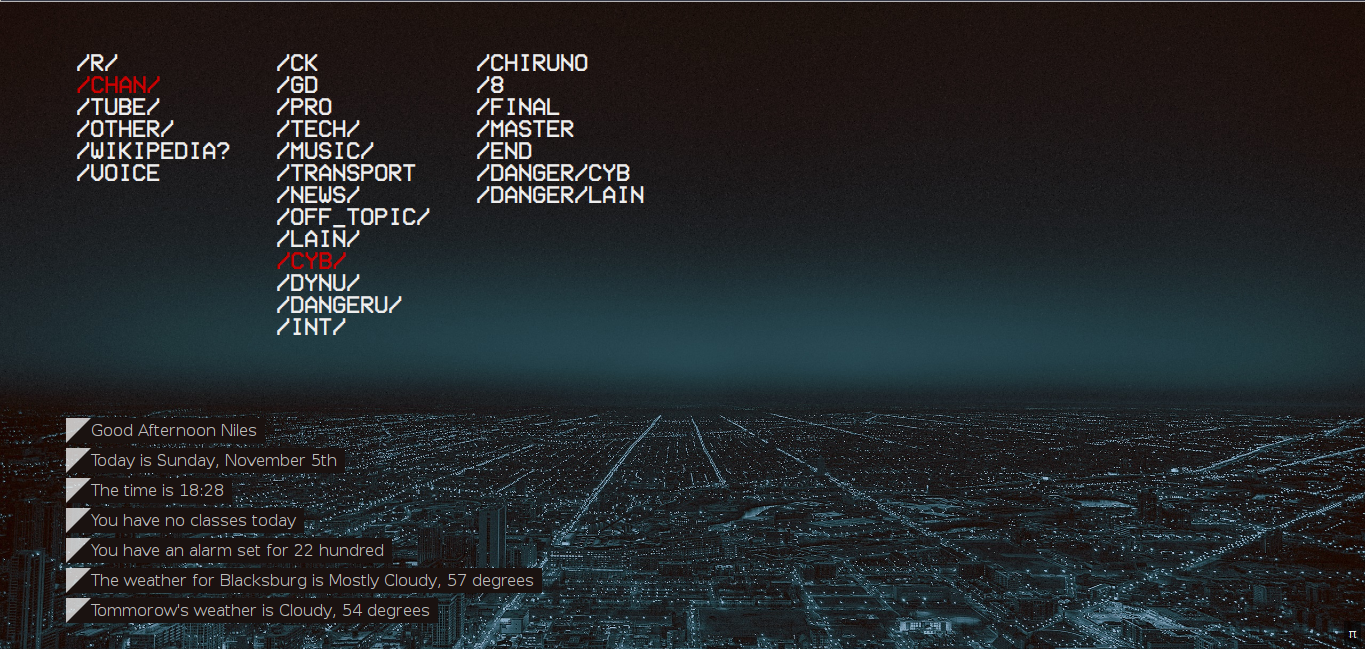 /R/
/CHAN/
/TUBE/
/OTHER/
/WIKIPEDIA?
/VOICE
/CK
/GD
/PRO
/TECH/
/MUSIC/
/TRANSPORT
/NEWS/
/OFF_TOPIC/
/LAIN/
/CYB/
/DYNU/
/DANGERU/
/INT/
/CHIRUNO
/8
/FINAL
/MASTER
/END
/DANGER/CYB
/DANGER/LAIN
Good Afternoon Niles
Today is Sunday, November 5th
The time is 18:28
You have no classes today
You have an alarm set for 22 hundred
The weather for Blacksburg is Mostly Cloudy, 57 degrees
Tommorow's weather is Cloudy, 54 degrees
π